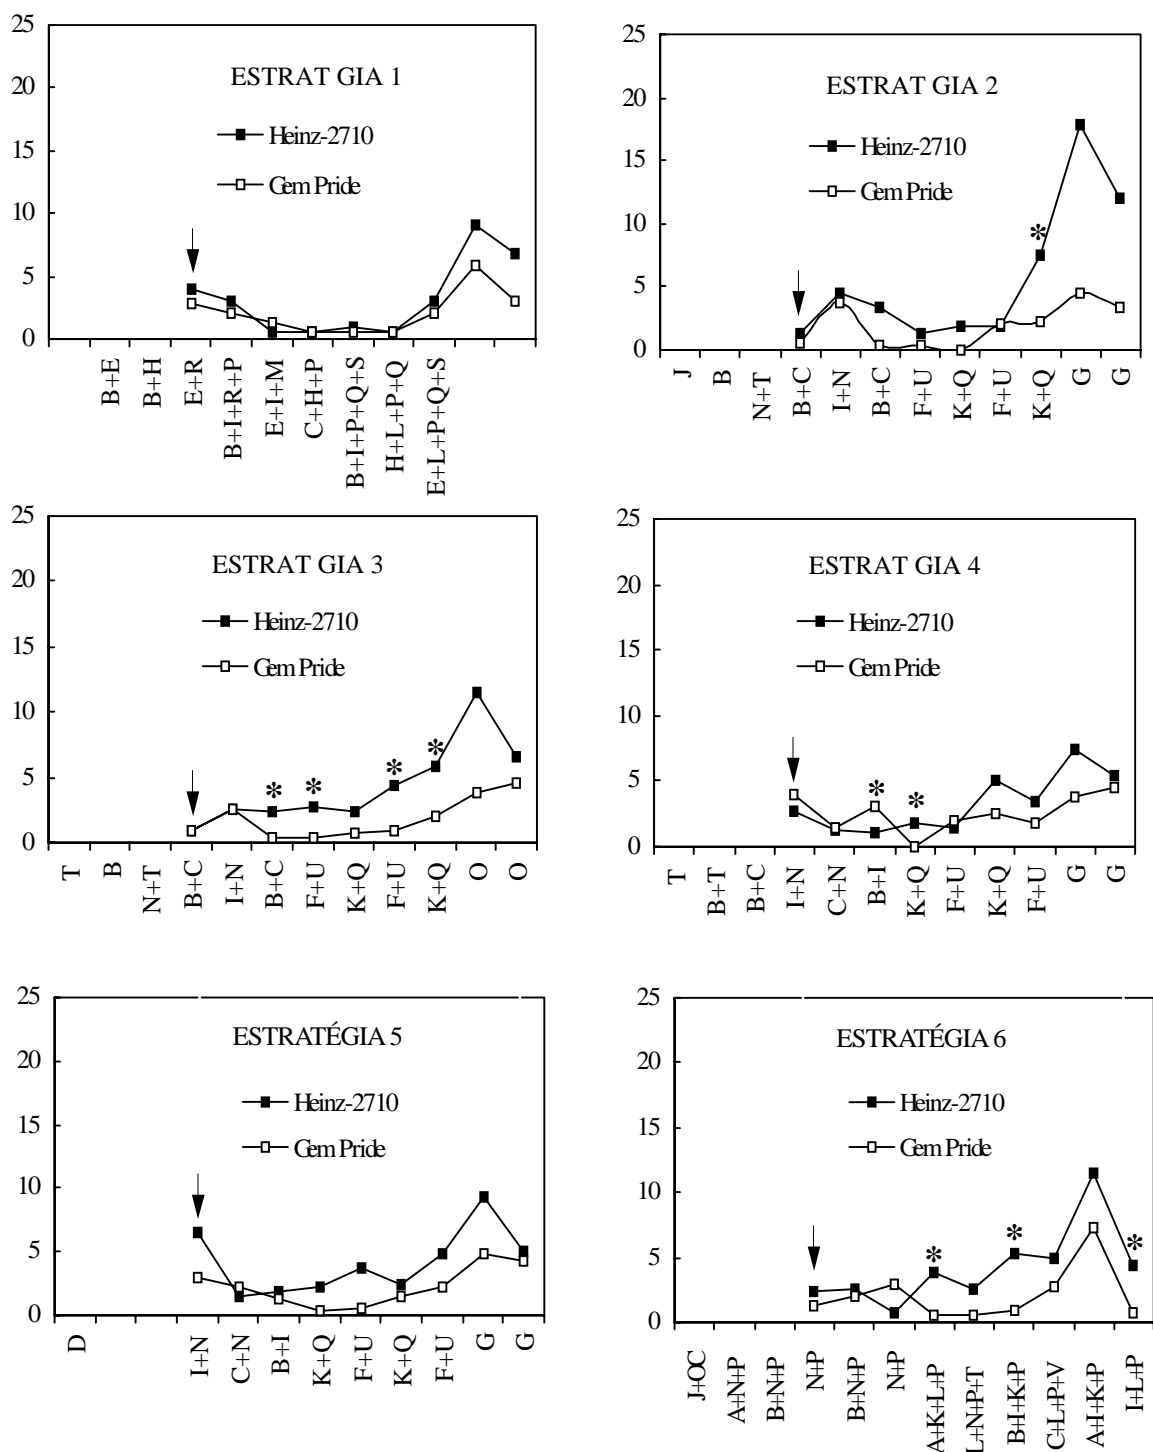 25
20
15
10
5
0
ESTRAT GIA 1
Heinz-2710
Gem Pride
*
B+E
B+H
E+R
B+I+R+P
E+I+M
C+H+P
B+I+P+Q+S
H+L+P+Q
E+L+P+Q+S
25
20
15
10
5
0
ESTRAT GIA 2
Heinz-2710
Gem Pride
*
J
B
N+T
B+C
I+N
B+C
F+U
K+Q
F+U
K+Q
G
G
25
20
15
10
5
0
ESTRAT GIA 3
Heinz-2710
Gem Pride
* * * *
T
B
N+T
B+C
I+N
B+C
F+U
K+Q
F+U
K+Q
O
O
25
20
15
10
5
0
ESTRAT GIA 4
Heinz-2710
Gem Pride
* *
T
B+T
B+C
I+N
C+N
B+I
K+Q
F+U
K+Q
F+U
G
G
25
20
15
10
5
0
ESTRATÉGIA 5
Heinz-2710
Gem Pride
D
I+N
C+N
B+I
K+Q
F+U
K+Q
F+U
G
G
25
20
15
10
5
0
ESTRATÉGIA 6
Heinz-2710
Gem Pride
* * *
J+OC
A+N+P
B+N+P
N+P
B+N+P
N+P
A+K+L+P
L+N+P+T
B+I+K+P
C+L+P+V
A+I+K+P
I+L+P